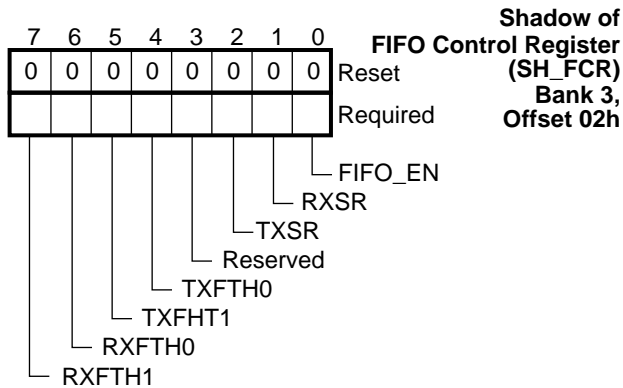 Shadow of
FIFO Control Register
(SH_FCR)
Bank 3,
Offset 02h
7 6 5 4 3 2 1 0
0 0 0 0 0 0 0 0 Reset
Required
FIFO_EN
RXSR
TXSR
Reserved
TXFTH0
TXFHT1
RXFTH0
RXFTH1